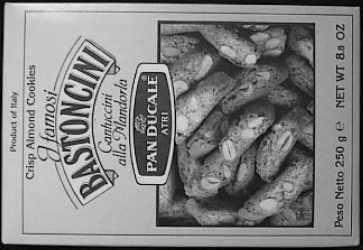 Product of Italy
Crisp Almond Cookies
I famosi
BASTONCINI
Cantuccini
alla Mandorla
PAN DUCALE
ATRI
Peso Netto 250 g e NET WT 8.8 OZ